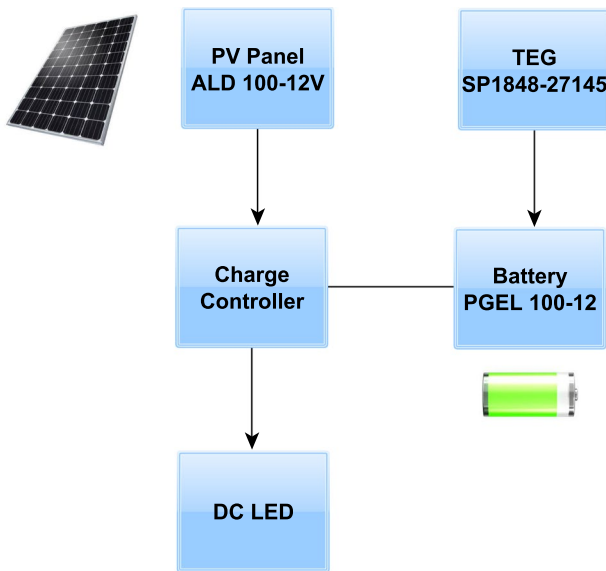 PV Panel
ALD 100-12V
TEG
SP1848-27145
Charge
Controller
Battery
PGEL 100-12
DC LED